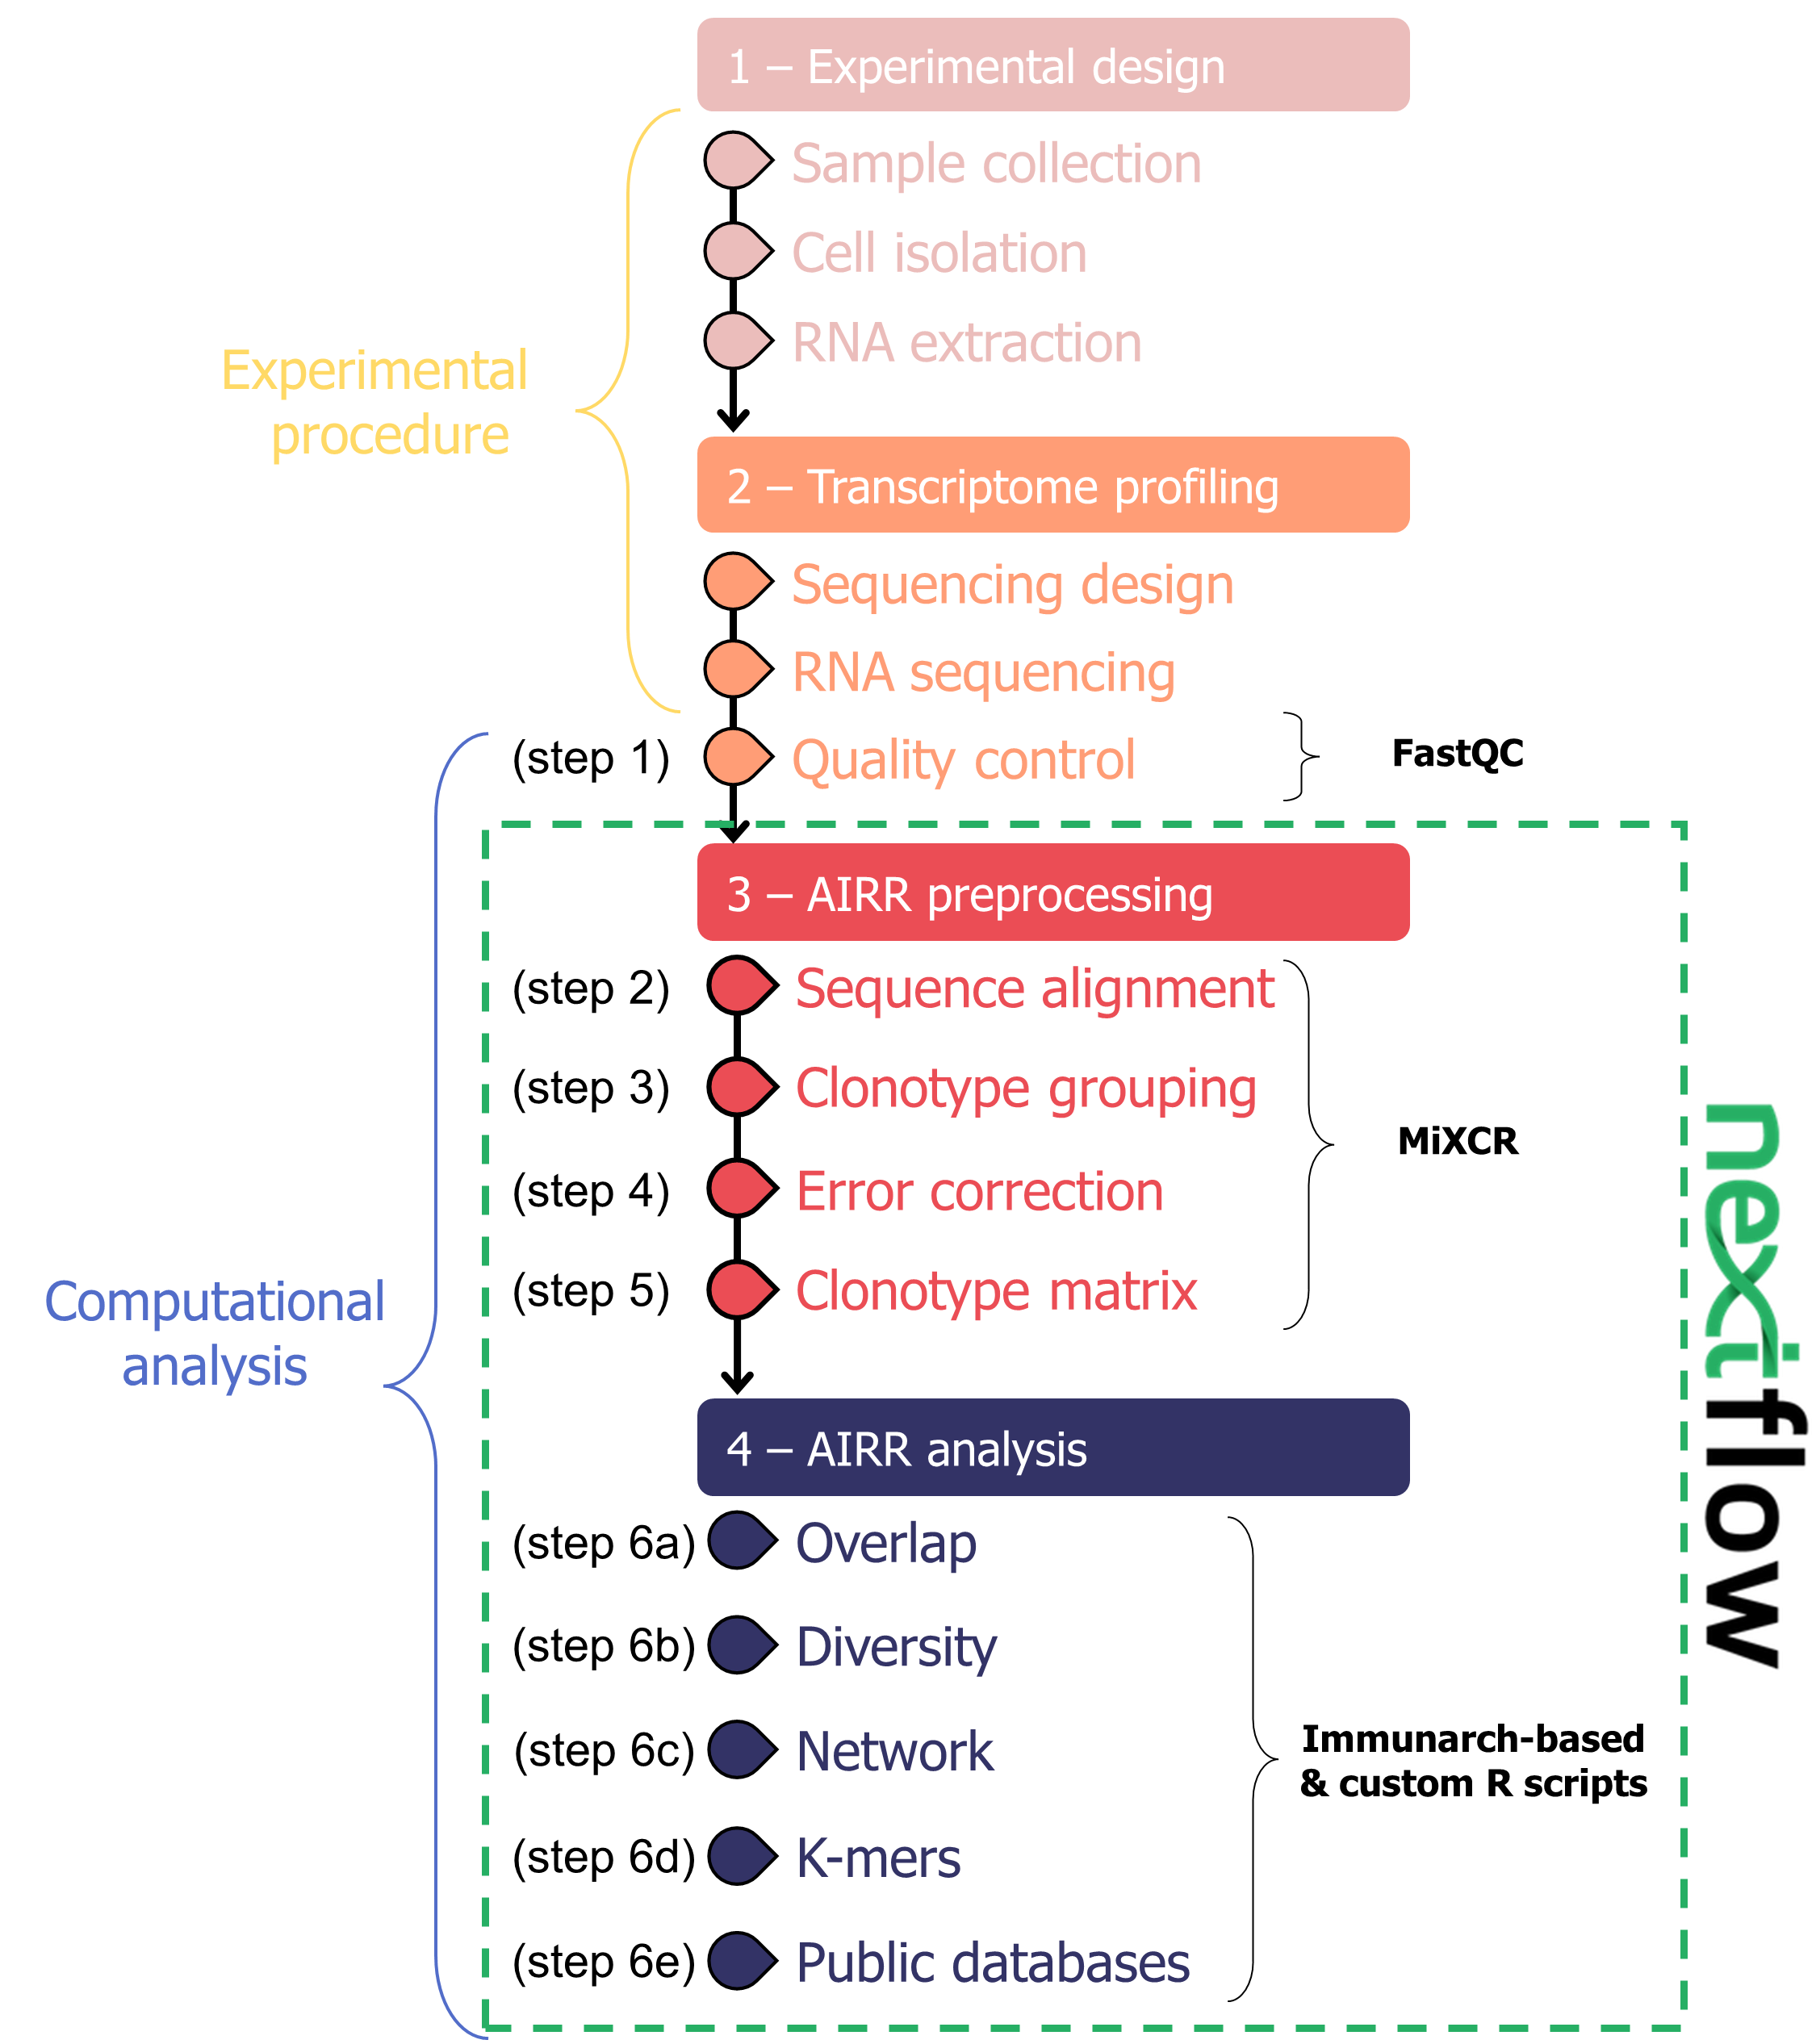 1 – Experimental design
Sample collection
Cell isolation
RNA extraction
Experimental
procedure
2 – Transcriptome profiling
Sequencing design
RNA sequencing
(step 1) Quality control FastQC
3 – AIRR preprocessing
(step 2) Sequence alignment
(step 3) Clonotype grouping
MiXCR
(step 4) Error correction
(step 5) Clonotype matrix
Computational
analysis
nextflow
4 – AIRR analysis
(step 6a) Overlap
(step 6b) Diversity
(step 6c) Network
Immunarch-based
& custom R scripts
(step 6d) K-mers
(step 6e) Public databases